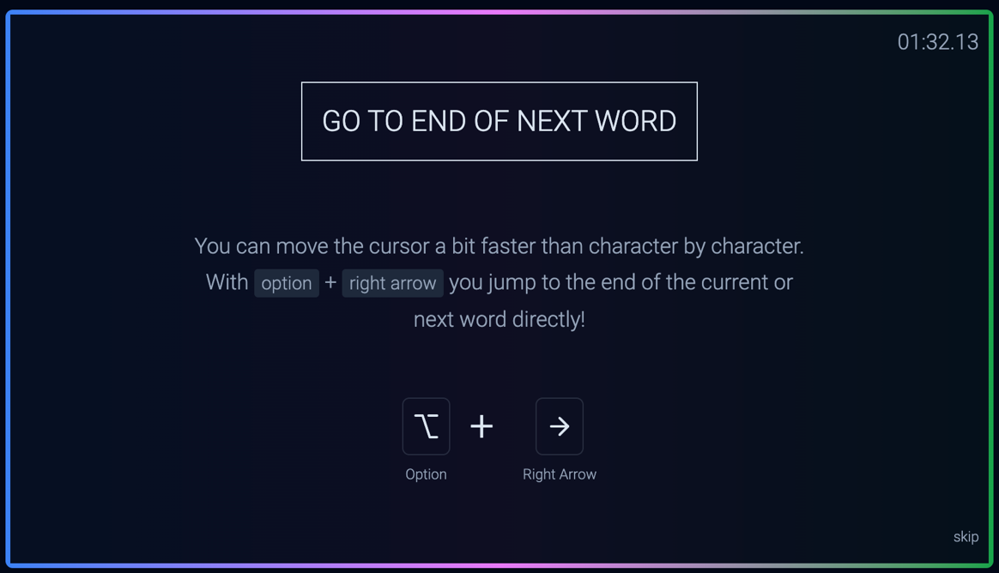 01:32.13
GO TO END OF NEXT WORD
You can move the cursor a bit faster than character by character.
With option + right arrow you jump to the end of the current or
next word directly!
⌥ + →
Option Right Arrow
skip